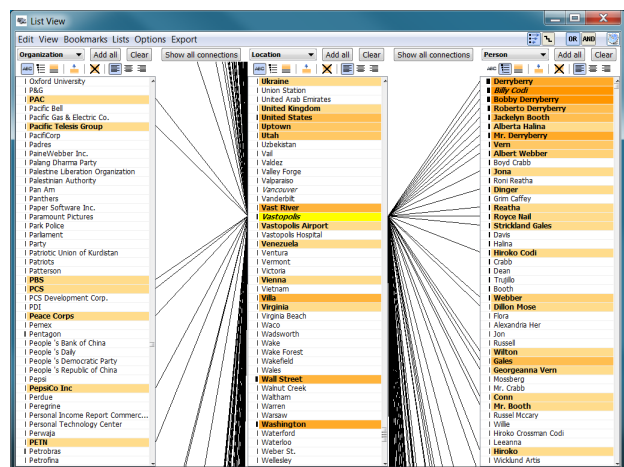 List View
Edit View Bookmarks Lists Options Export
OR AND
Organization Add all Clear Show all connections Location Add all Clear Show all connections Person Add all Clear
ABC ABC ABC
Oxford University
P&G
PAC
Pacific Bell
Pacific Gas & Electric Co.
Pacific Telesis Group
PacifiCorp
Padres
PaineWebber Inc.
Palang Dharma Party
Palestine Liberation Organization
Palestinian Authority
Pan Am
Panthers
Paper Software Inc.
Paramount Pictures
Park Police
Parliament
Party
Patriotic Union of Kurdistan
Patriots
Patterson
PBS
PCS
PCS Development Corp.
PDI
Peace Corps
Pemex
Pentagon
People 's Bank of China
People 's Daily
People 's Democratic Party
People 's Republic of China
Pepsi
PepsiCo Inc
Perdue
Peregrine
Personal Income Report Commerc...
Personal Technology Center
Perwaja
PETN
Petrobras
Petrofina
Ukraine
Union Station
United Arab Emirates
United Kingdom
United States
Uptown
Utah
Uzbekistan
Vail
Valdez
Valley Forge
Valparaiso
Vancouver
Vanderbilt
Vast River
Vastopolis
Vastopolis Airport
Vastopolis Hospital
Venezuela
Ventura
Vermont
Victoria
Vienna
Vietnam
Villa
Virginia
Virginia Beach
Waco
Wadsworth
Wake
Wake Forest
Wakefield
Wales
Wall Street
Walnut Creek
Waltham
Warren
Warsaw
Washington
Waterford
Waterloo
Weber St.
Wellesley
Derryberry
Billy Codi
Bobby Derryberry
Roberto Derryberry
Jackelyn Booth
Alberta Halina
Mr. Derryberry
Vern
Albert Webber
Boyd Crabb
Jona
Roni Reatha
Dinger
Grim Caffey
Reatha
Royce Nail
Strickland Gales
Davis
Halina
Hiroko Codi
Crabb
Dean
Trujillo
Booth
Webber
Dillon Mose
Flora
Alexandria Her
Jon
Russell
Wilton
Gales
Georgeanna Vern
Mossberg
Mr. Crabb
Conn
Mr. Booth
Russel Mccary
Willie
Hiroko Crossman Codi
Leeanna
Hiroko
Wicklund Artis